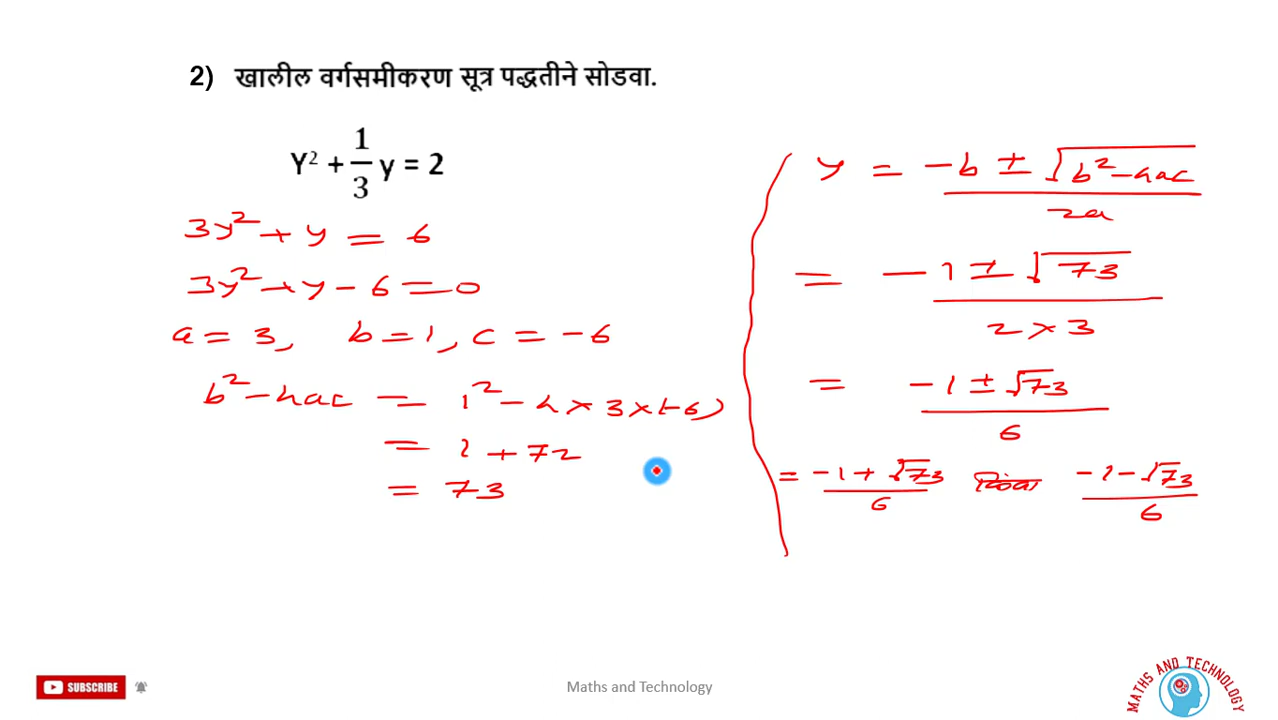 2) खालील वर्गसमीकरण सूत्र पद्धतीने सोडवा.
Y² + 1/3 y = 2
3y² + y = 6
3y² + y - 6 = 0
a = 3, b = 1, c = -6
b² - 4ac = 1² - 4 × 3 × (-6)
= 1 + 72
= 73
y = (-b ± √(b² - 4ac)) / 2a
= (-1 ± √73) / (2 × 3)
= (-1 ± √73) / 6
= (-1 + √73) / 6 किंवा (-1 - √73) / 6
SUBSCRIBE
Maths and Technology
MATHS AND TECHNOLOGY